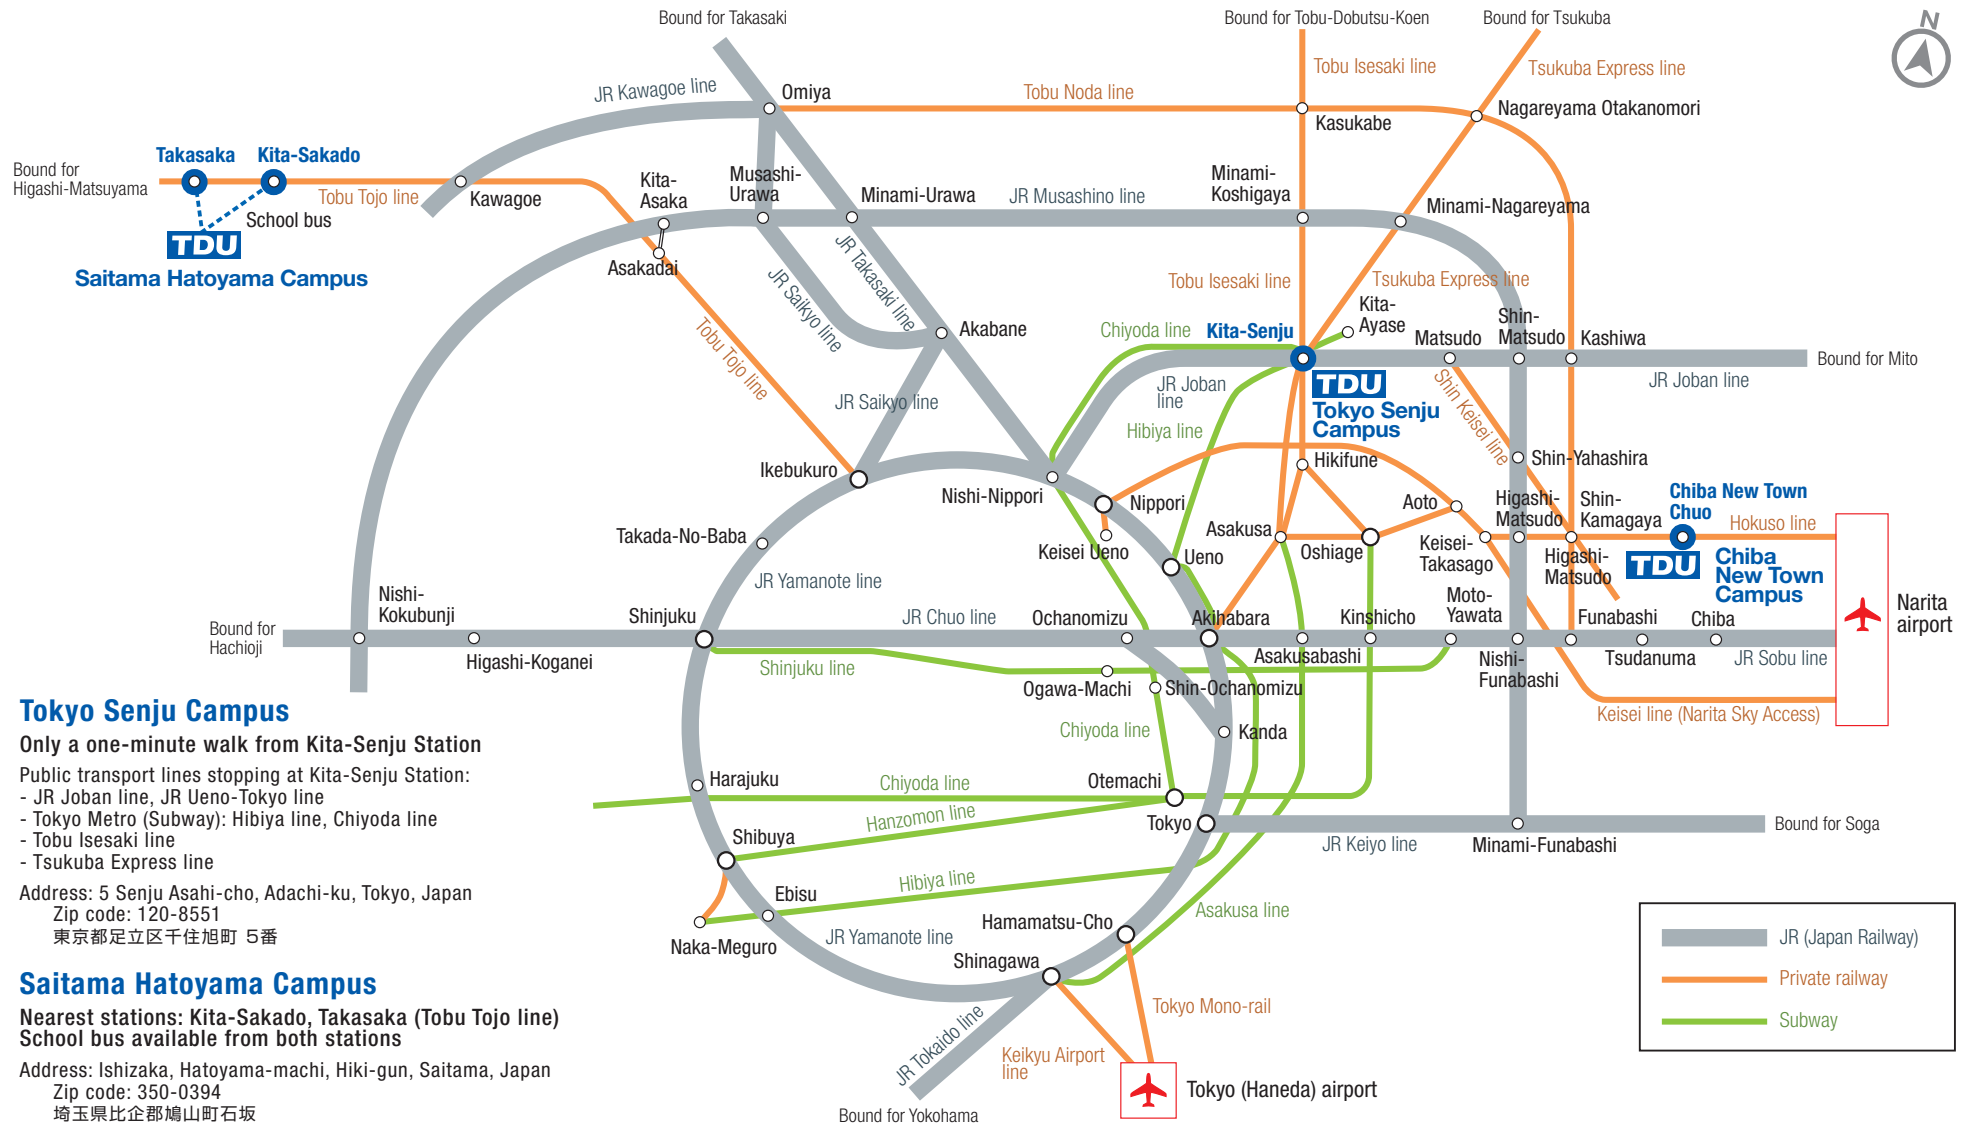 Bound for Takasaki
Bound for Tobu-Dobutsu-Koen
Bound for Tsukuba
N
JR Kawagoe line
Omiya
Tobu Noda line
Tobu Isesaki line
Tsukuba Express line
Kasukabe
Nagareyama Otakanomori
Bound for
Higashi-Matsuyama
Takasaka
Kita-Sakado
Tobu Tojo line
School bus
Kawagoe
TDU
Saitama Hatoyama Campus
Kita-
Asaka
Asakadai
Musashi-
Urawa
Minami-Urawa
JR Musashino line
Minami-
Koshigaya
Minami-Nagareyama
JR Saikyo line
JR Takasaki line
Tobu Tojo line
Akabane
JR Saikyo line
Tobu Isesaki line
Tsukuba Express line
Chiyoda line
Kita-Senju
Kita-
Ayase
Matsudo
Shin-
Matsudo
Kashiwa
Bound for Mito
JR Joban line
JR Joban
line
TDU
Tokyo Senju
Campus
Hibiya line
Shin Keisei line
Ikebukuro
Nishi-Nippori
Nippori
Keisei Ueno
Hikifune
Shin-Yahashira
Takada-No-Baba
JR Yamanote line
Ueno
Asakusa
Oshiage
Aoto
Keisei-
Takasago
Higashi-
Matsudo
Shin-
Kamagaya
Higashi-
Matsudo
Chiba New Town
Chuo
Hokuso line
TDU
Chiba
New Town
Campus
Narita
airport
Nishi-
Kokubunji
Bound for
Hachioji
Higashi-Koganei
Shinjuku
JR Chuo line
Ochanomizu
Akihabara
Asakusabashi
Kinshicho
Moto-
Yawata
Nishi-
Funabashi
Funabashi
Tsudanuma
Chiba
JR Sobu line
Shinjuku line
Ogawa-Machi
Shin-Ochanomizu
Keisei line (Narita Sky Access)
Chiyoda line
Kanda
Harajuku
Chiyoda line
Otemachi
Hanzomon line
Tokyo
JR Keiyo line
Minami-Funabashi
Bound for Soga
Shibuya
Hibiya line
Ebisu
Naka-Meguro
JR Yamanote line
Hamamatsu-Cho
Asakusa line
Shinagawa
JR Tokaido line
Keikyu Airport
line
Tokyo Mono-rail
Tokyo (Haneda) airport
Bound for Yokohama
JR (Japan Railway)
Private railway
Subway
Tokyo Senju Campus
Only a one-minute walk from Kita-Senju Station
Public transport lines stopping at Kita-Senju Station:
- JR Joban line, JR Ueno-Tokyo line
- Tokyo Metro (Subway): Hibiya line, Chiyoda line
- Tobu Isesaki line
- Tsukuba Express line
Address: 5 Senju Asahi-cho, Adachi-ku, Tokyo, Japan
Zip code: 120-8551
東京都足立区千住旭町 5番
Saitama Hatoyama Campus
Nearest stations: Kita-Sakado, Takasaka (Tobu Tojo line)
School bus available from both stations
Address: Ishizaka, Hatoyama-machi, Hiki-gun, Saitama, Japan
Zip code: 350-0394
埼玉県比企郡鳩山町石坂